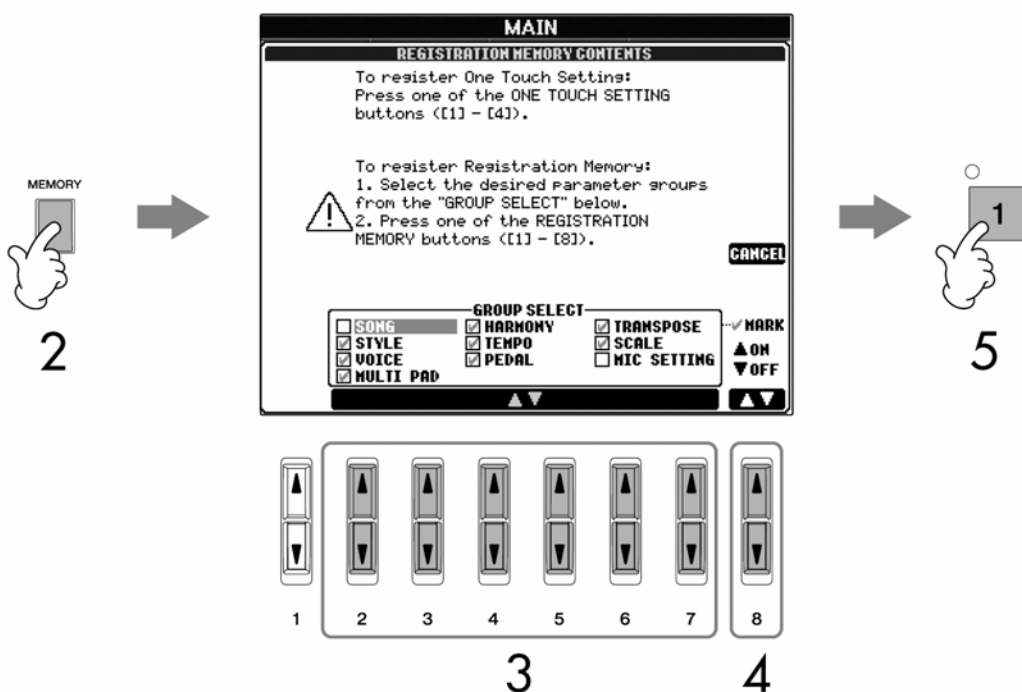 MAIN
REGISTRATION MEMORY CONTENTS
To register One Touch Setting:
Press one of the ONE TOUCH SETTING
buttons ([1] - [4]).
To register Registration Memory:
1. Select the desired parameter groups
from the "GROUP SELECT" below.
2. Press one of the REGISTRATION
MEMORY buttons ([1] - [8]).
CANCEL
GROUP SELECT
SONG HARMONY TRANSPOSE MARK
STYLE TEMPO SCALE ▲ON
VOICE PEDAL MIC SETTING ▼OFF
MULTI PAD
MEMORY
2
1
5
1 2 3 4 5 6 7 8
3 4